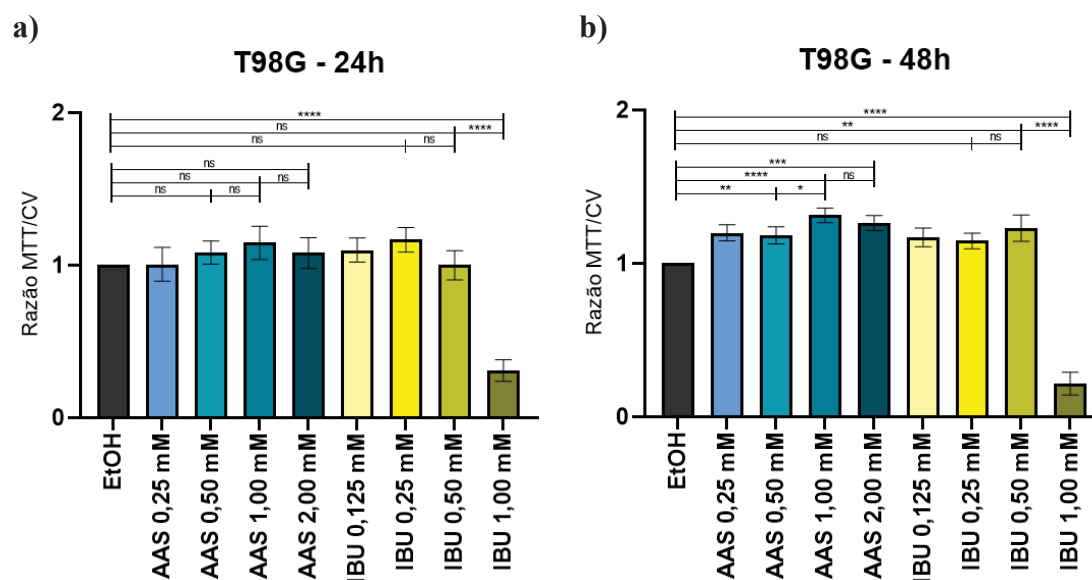 a)
T98G - 24h
Razão MTT/CV
2
1
0
****
ns
****
ns
ns
ns
ns
ns
ns
ns
EtOH
AAS 0,25 mM
AAS 0,50 mM
AAS 1,00 mM
AAS 2,00 mM
IBU 0,125 mM
IBU 0,25 mM
IBU 0,50 mM
IBU 1,00 mM
b)
T98G - 48h
Razão MTT/CV
2
1
0
****
**
****
ns
ns
***
****
ns
**
*
EtOH
AAS 0,25 mM
AAS 0,50 mM
AAS 1,00 mM
AAS 2,00 mM
IBU 0,125 mM
IBU 0,25 mM
IBU 0,50 mM
IBU 1,00 mM